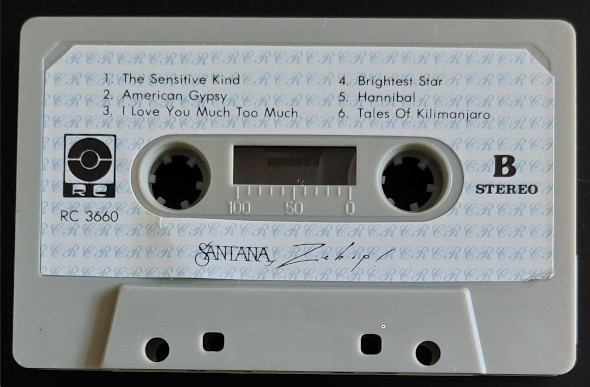 1. The Sensitive Kind
2. American Gypsy
3. I Love You Much Too Much
4. Brightest Star
5. Hannibal
6. Tales Of Kilimanjaro
RC
RC 3660
B
STEREO
100 50 0
SANTANA Zebop!